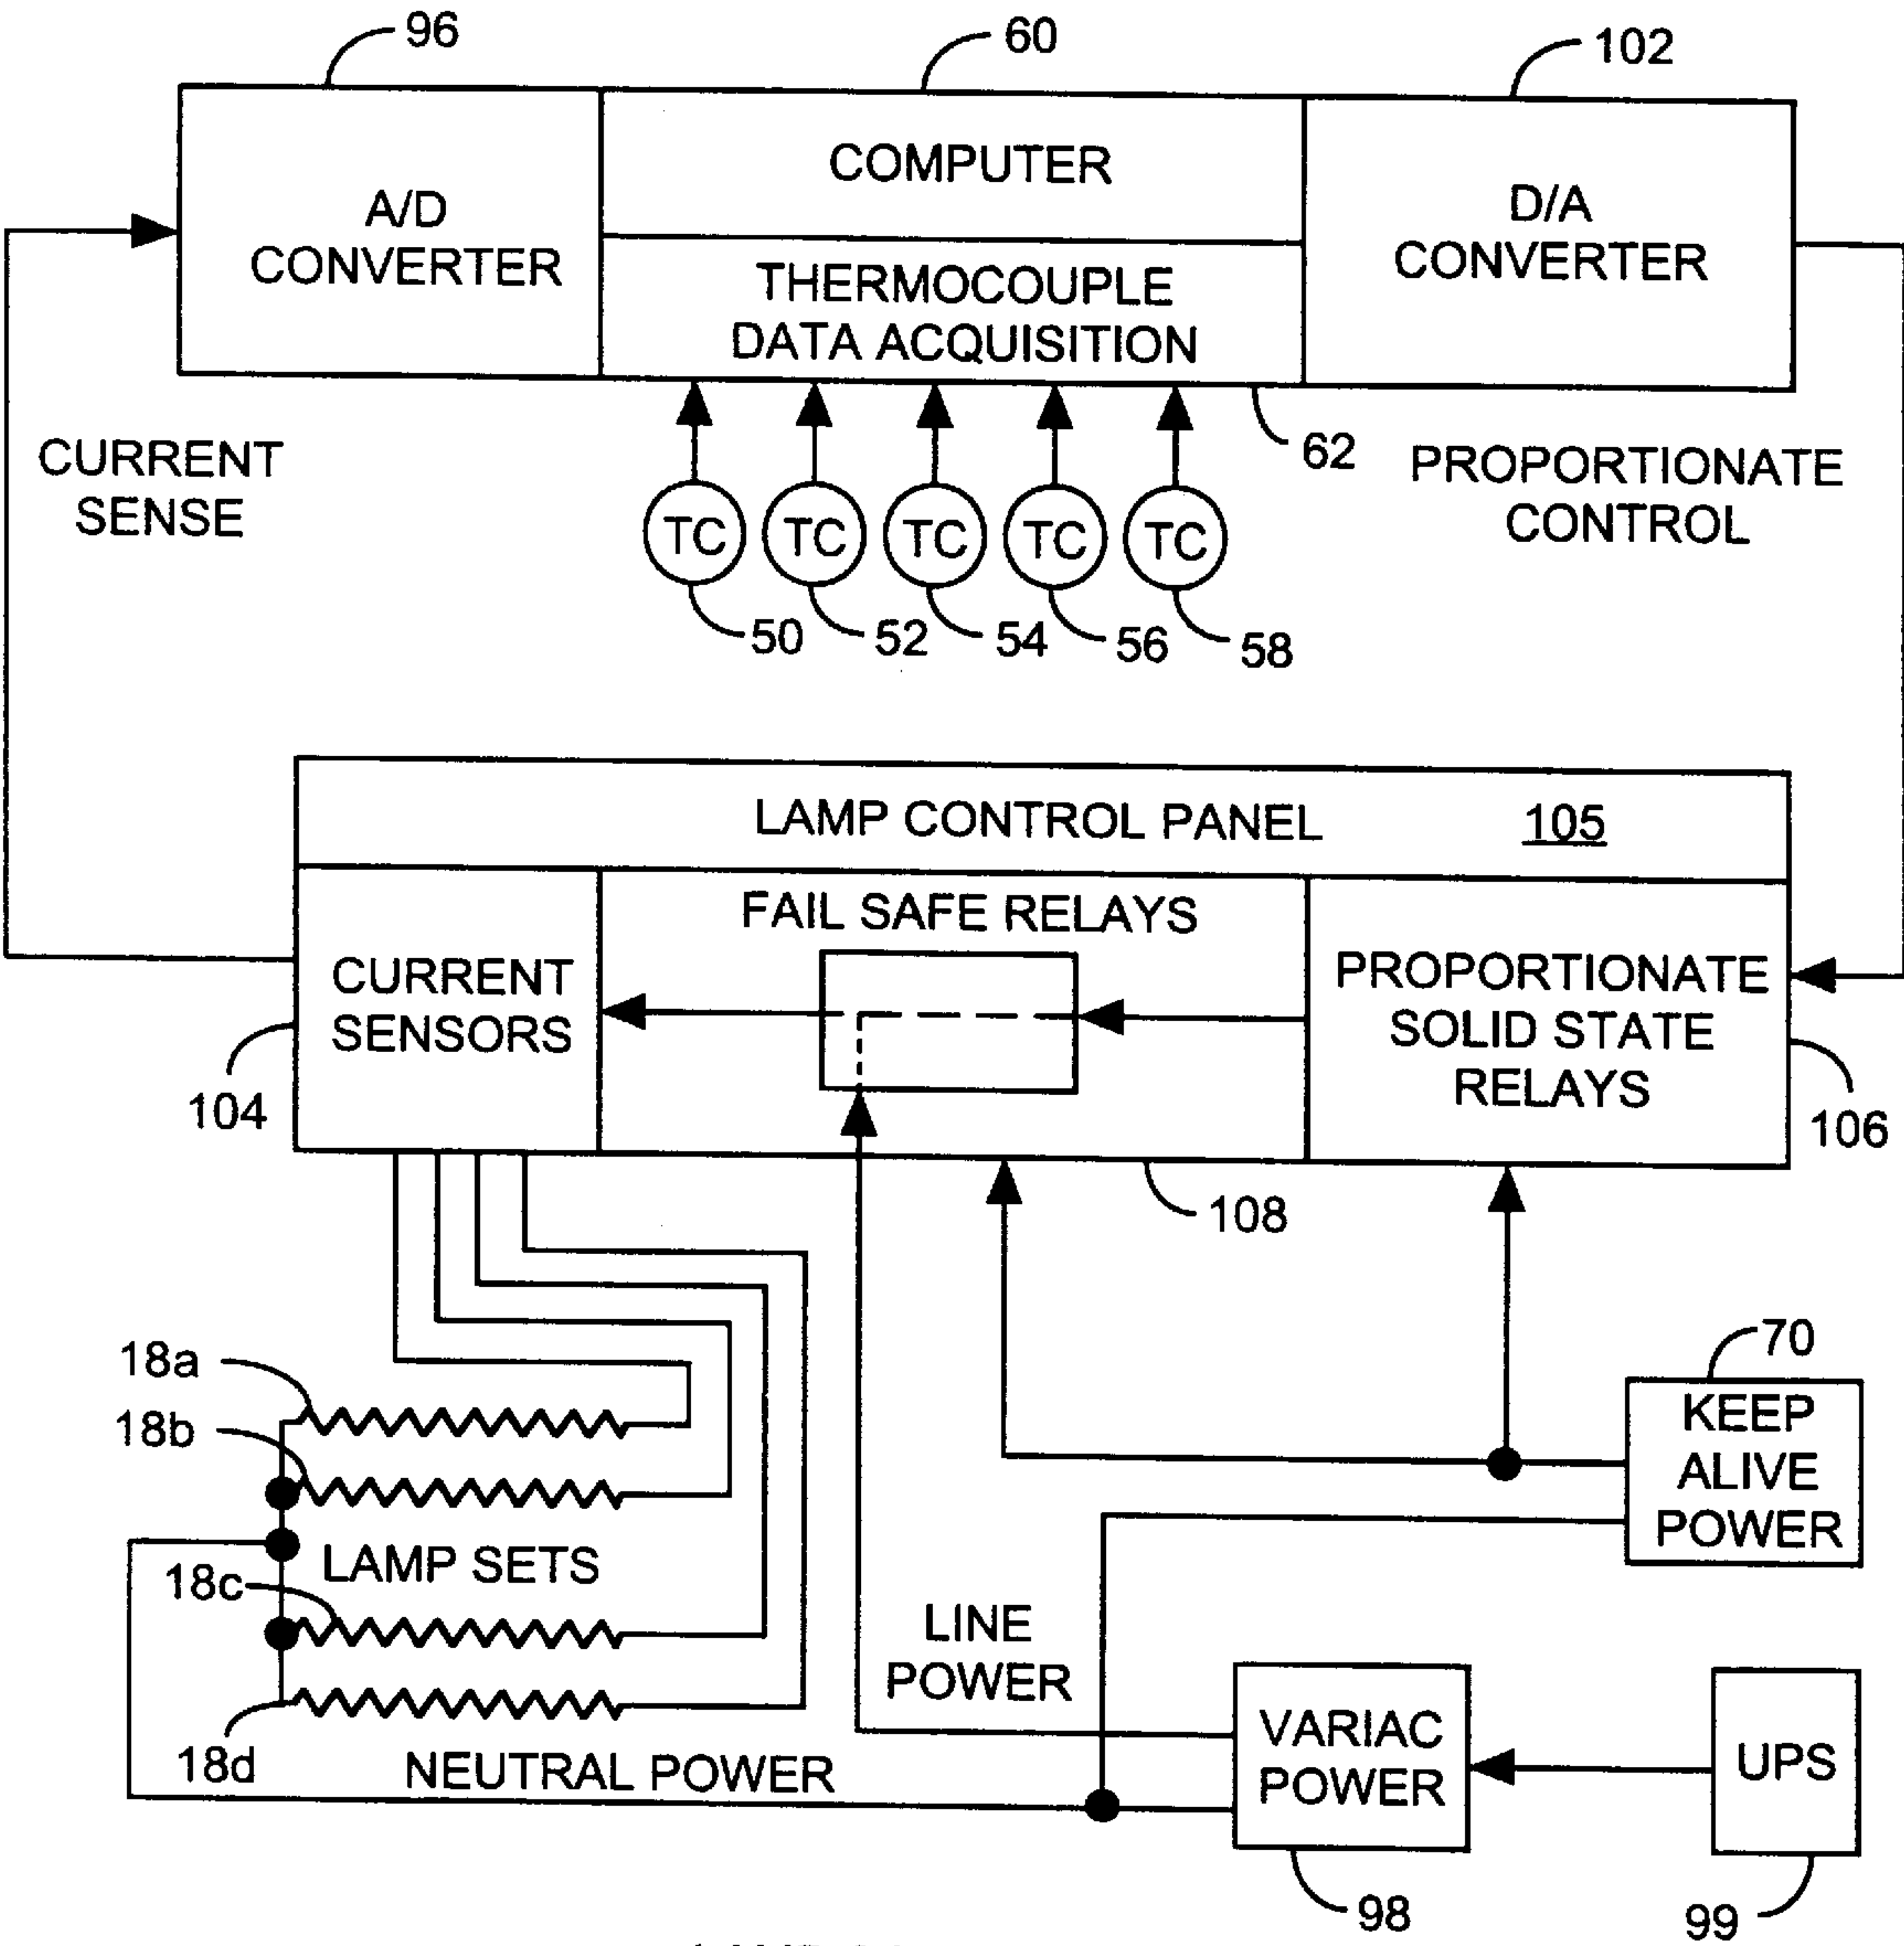 96
60
102
A/D
CONVERTER
COMPUTER
THERMOCOUPLE
DATA ACQUISITION
D/A
CONVERTER
CURRENT
SENSE
62
PROPORTIONATE
CONTROL
TC
TC
TC
TC
TC
50
52
54
56
58
LAMP CONTROL PANEL
105
CURRENT
SENSORS
FAIL SAFE RELAYS
PROPORTIONATE
SOLID STATE
RELAYS
104
106
108
18a
18b
LAMP SETS
18c
18d
70
KEEP
ALIVE
POWER
LINE
POWER
NEUTRAL POWER
VARIAC
POWER
UPS
98
99